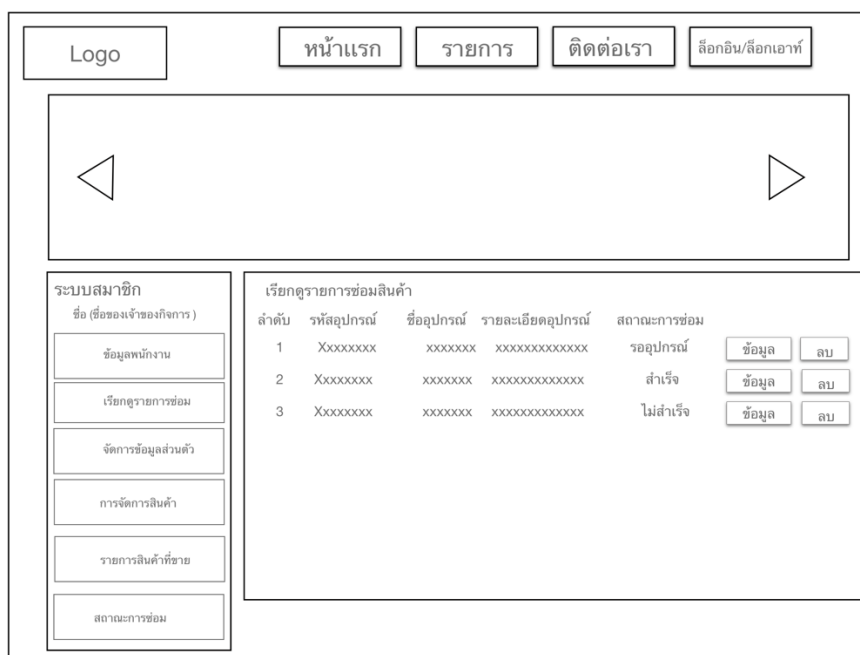 Logo หน้าแรก รายการ ติดต่อเรา ล็อกอิน/ล็อกเอาท์
ระบบสมาชิก
ชื่อ (ชื่อของเจ้าของกิจการ )
ข้อมูลพนักงาน
เรียกดูรายการซ่อม
จัดการข้อมูลส่วนตัว
การจัดการสินค้า
รายการสินค้าที่ขาย
สถาณะการซ่อม
เรียกดูรายการซ่อมสินค้า
ลำดับ รหัสอุปกรณ์ ชื่ออุปกรณ์ รายละเอียดอุปกรณ์ สถาณะการซ่อม
1 Xxxxxxxx xxxxxxx xxxxxxxxxxxxx รออุปกรณ์ ข้อมูล ลบ
2 Xxxxxxxx xxxxxxx xxxxxxxxxxxxx สำเร็จ ข้อมูล ลบ
3 Xxxxxxxx xxxxxxx xxxxxxxxxxxxx ไม่สำเร็จ ข้อมูล ลบ